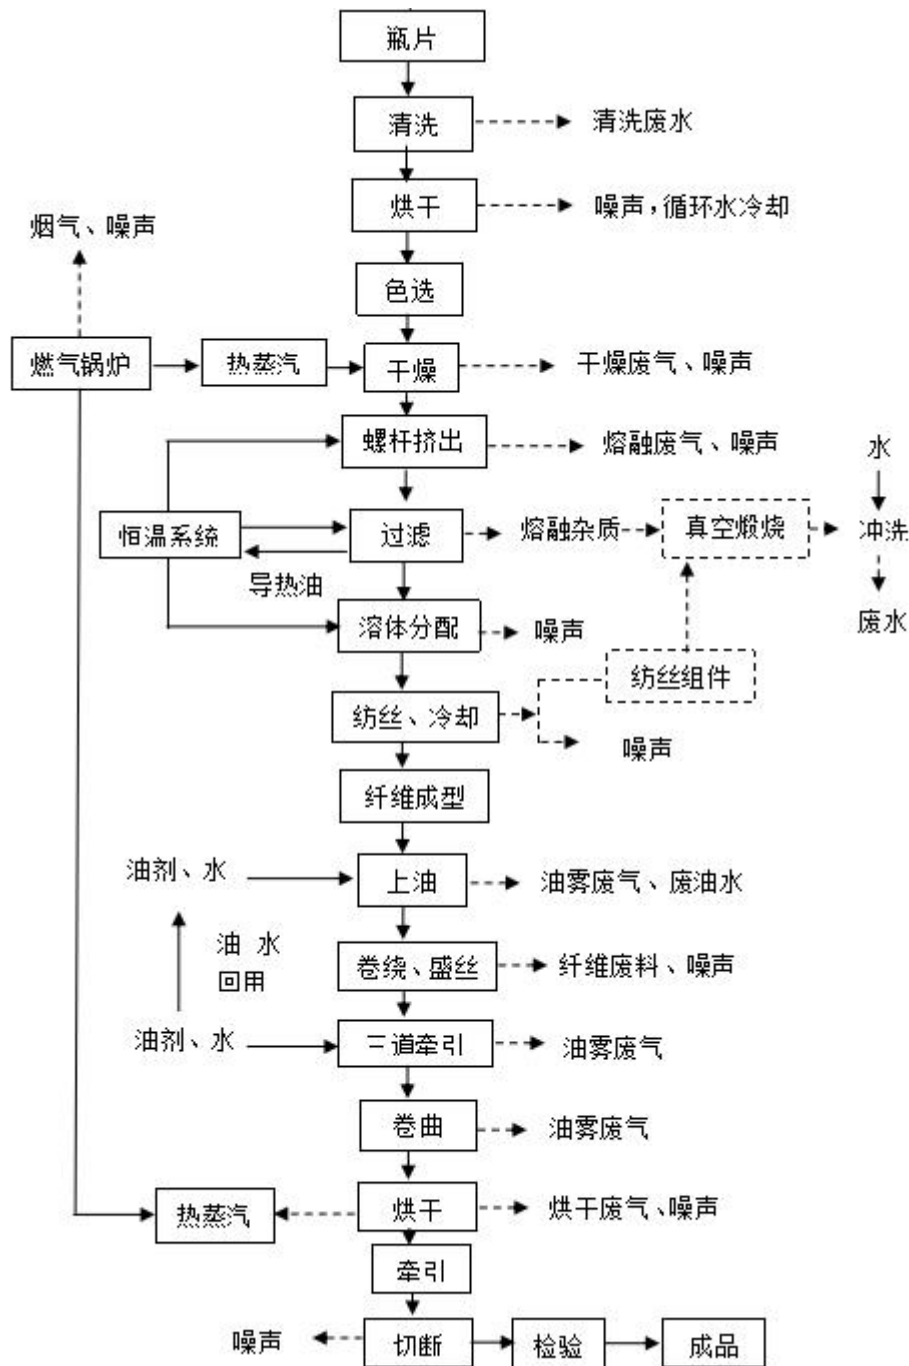 瓶片
清洗
清洗废水
烘干
噪声，循环水冷却
烟气、噪声
色选
燃气锅炉
热蒸汽
干燥
干燥废气、噪声
螺杆挤出
熔融废气、噪声
水
恒温系统
过滤
熔融杂质
真空煅烧
冲洗
导热油
溶体分配
噪声
废水
纺丝组件
纺丝、冷却
噪声
纤维成型
油剂、水
上油
油雾废气、废油水
油 水
回用
卷绕、盛丝
纤维废料、噪声
油剂、水
三道牵引
油雾废气
卷曲
油雾废气
热蒸汽
烘干
烘干废气、噪声
牵引
噪声
切断
检验
成品